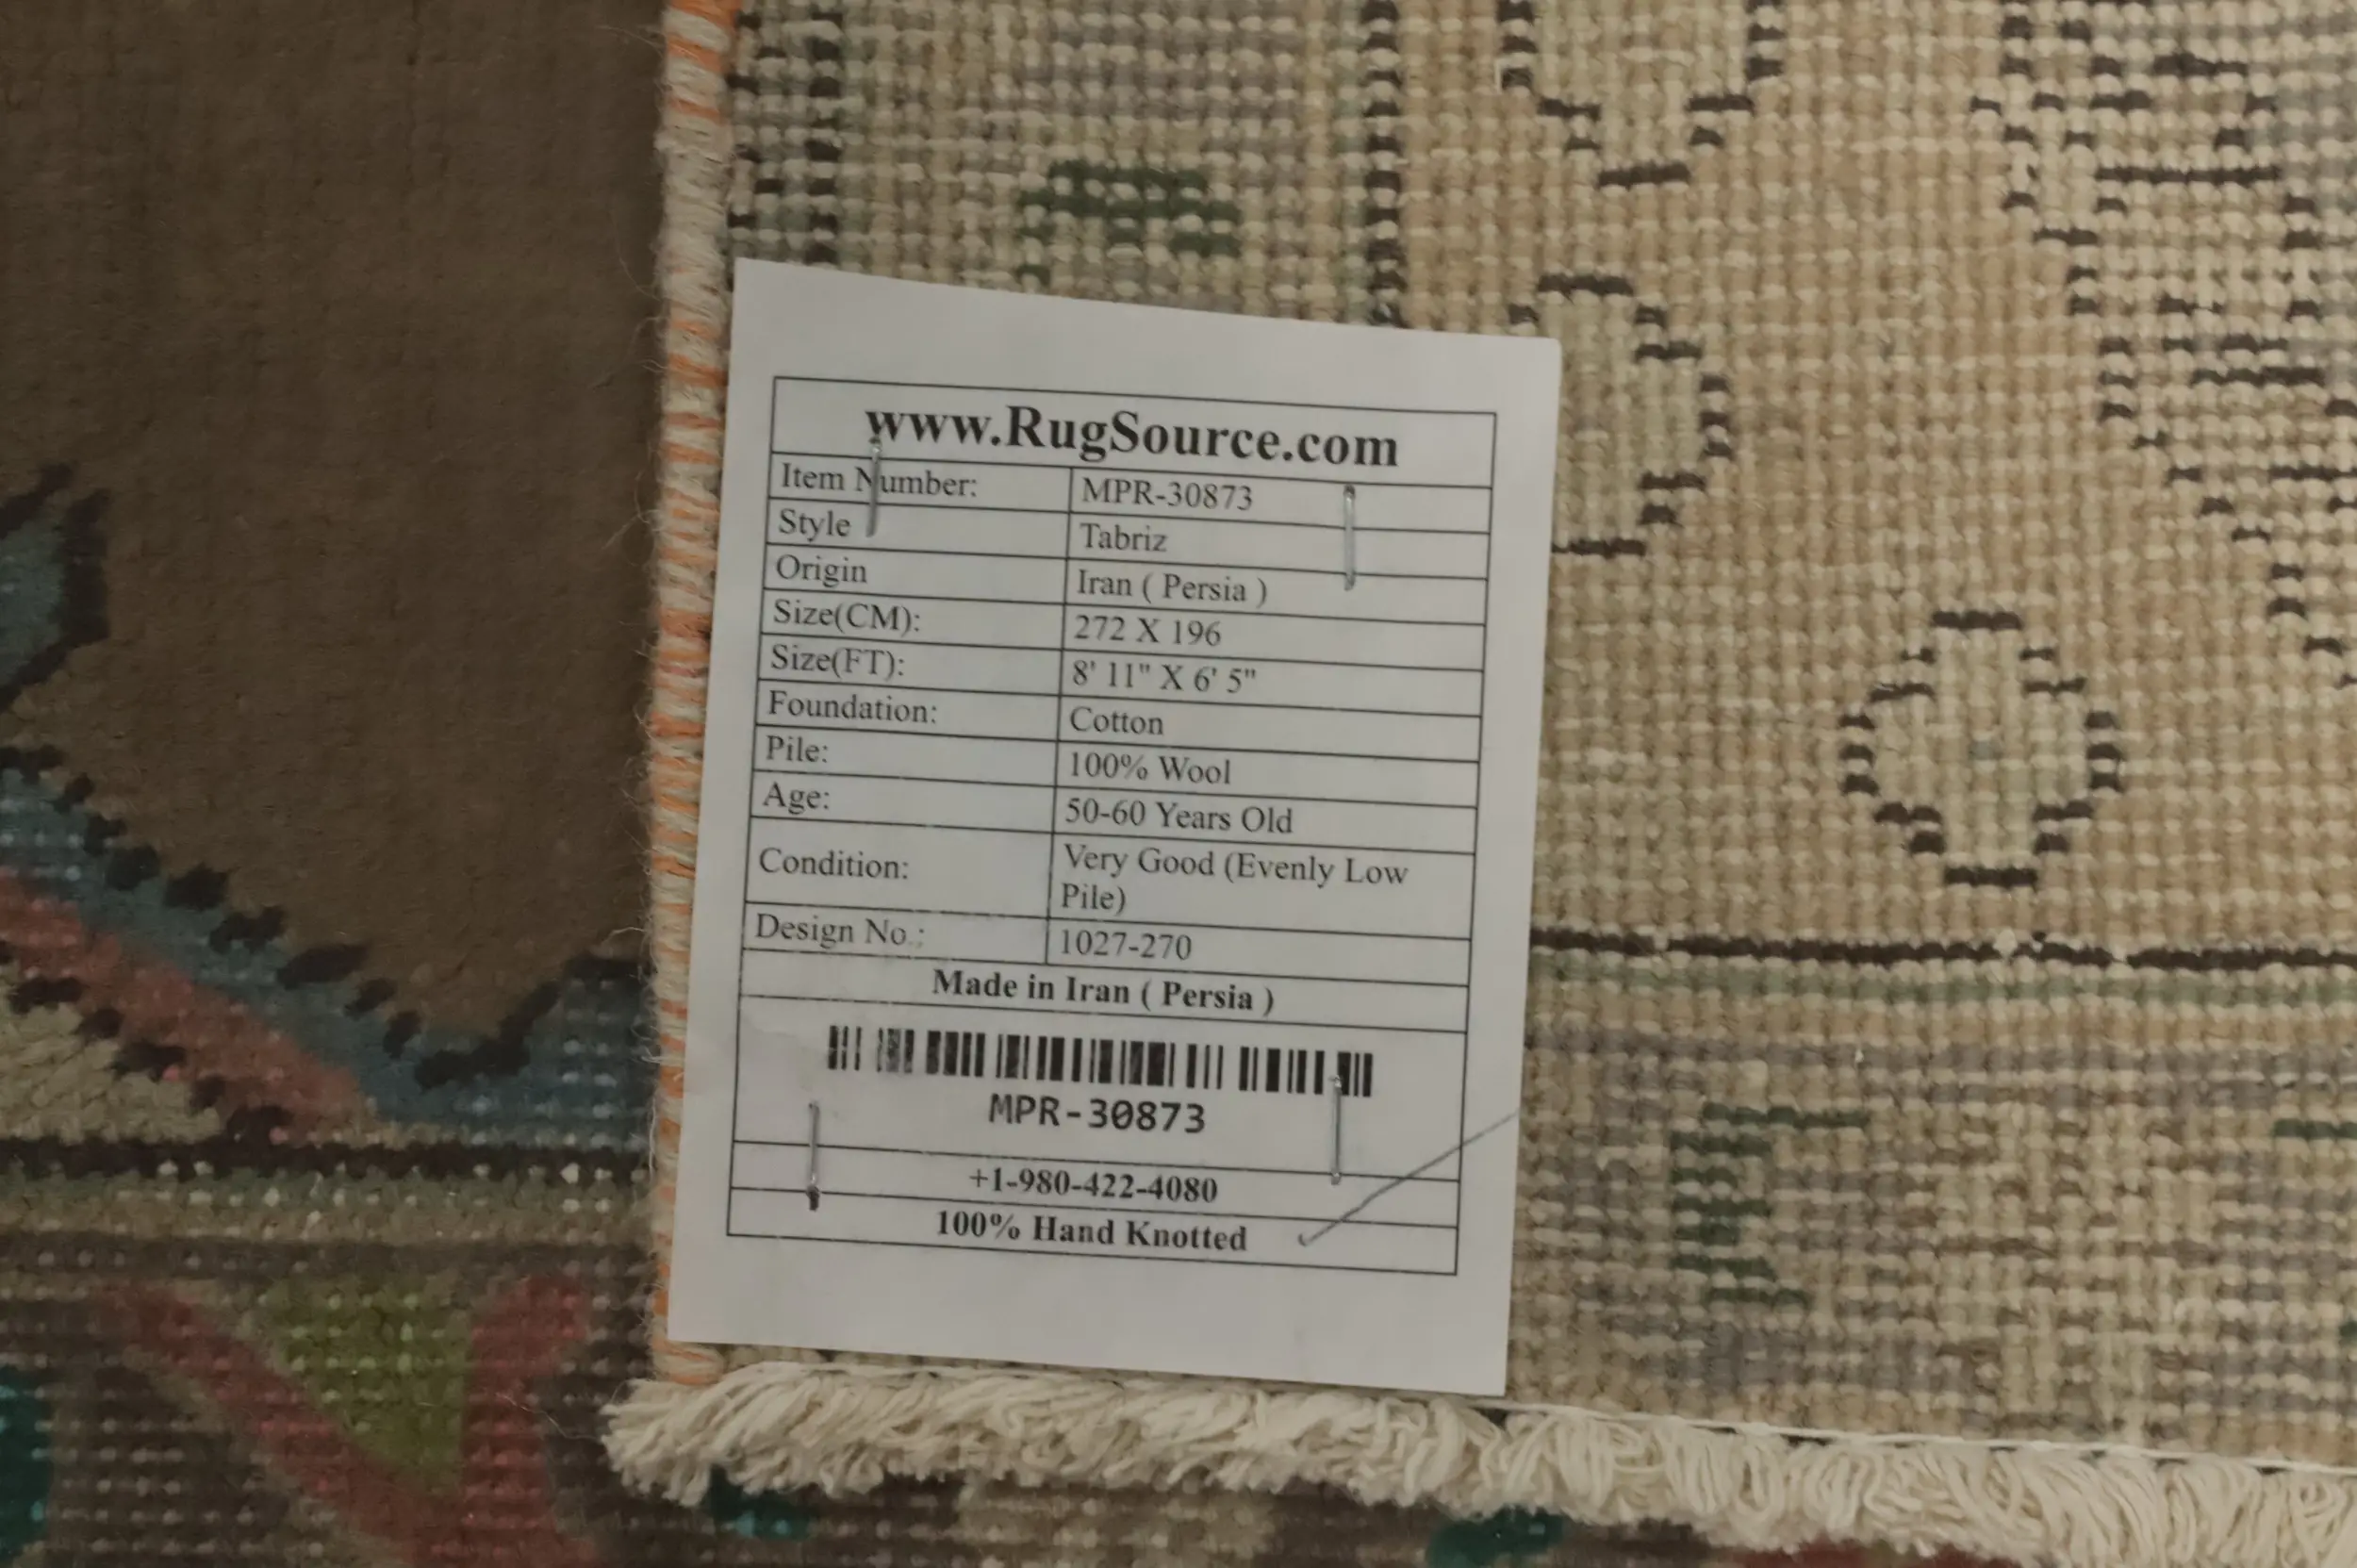 www.RugSource.com
Item Number: MPR-30873
Style Tabriz
Origin Iran ( Persia )
Size(CM): 272 X 196
Size(FT): 8' 11" X 6' 5"
Foundation: Cotton
Pile: 100% Wool
Age: 50-60 Years Old
Condition: Very Good (Evenly Low
Pile)
Design No.: 1027-270
Made in Iran ( Persia )
MPR-30873
+1-980-422-4080
100% Hand Knotted